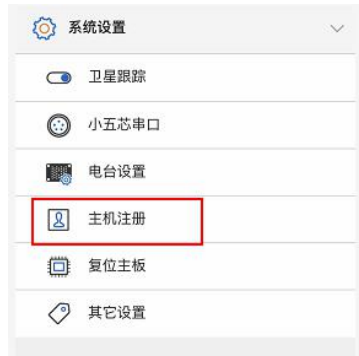 系统设置
卫星跟踪
小五芯串口
电台设置
主机注册
复位主板
其它设置